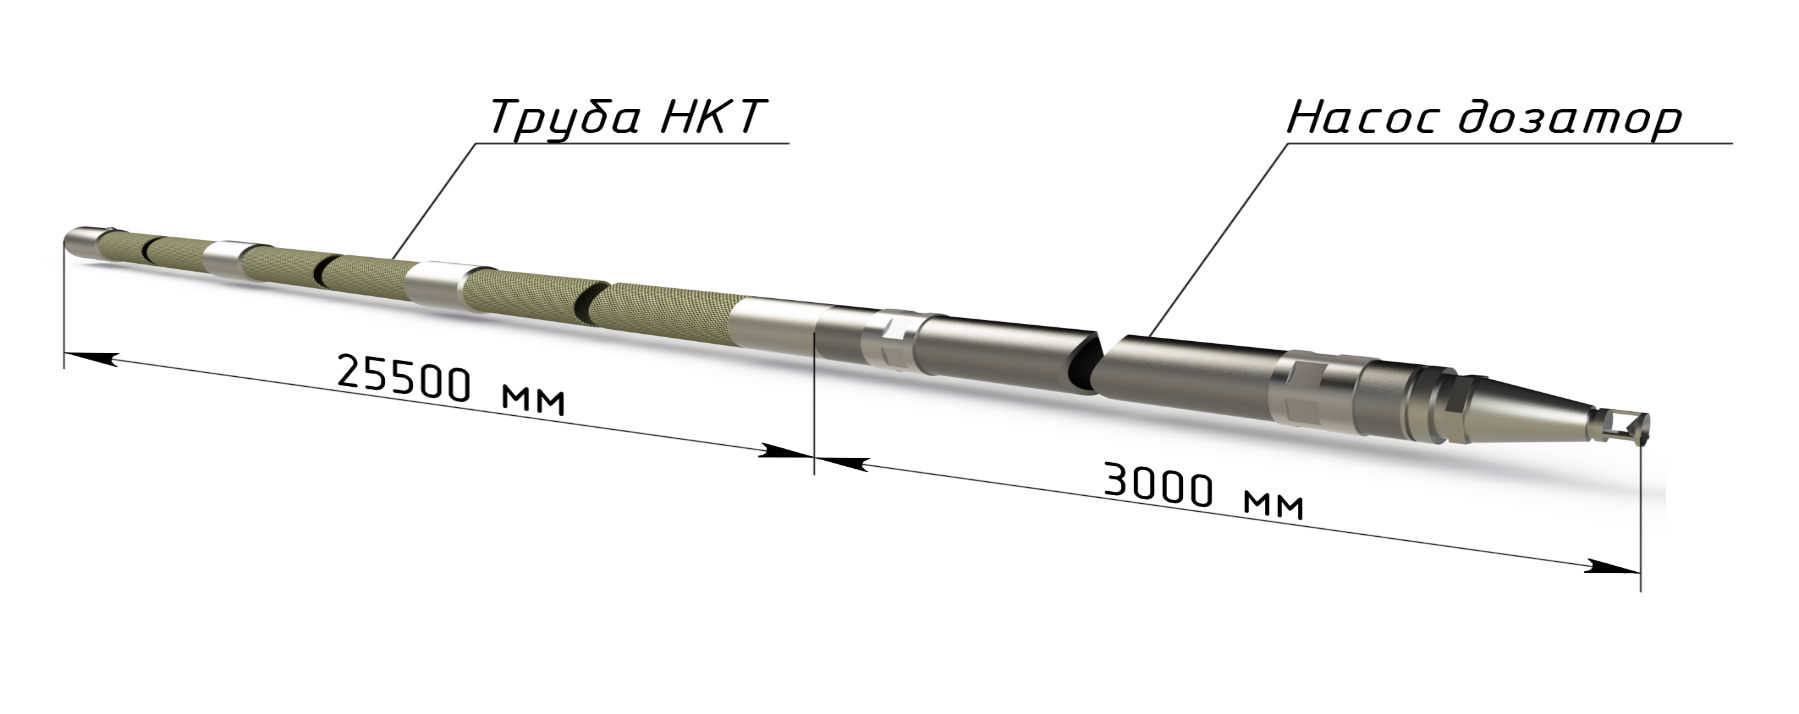 Труба НКТ
Насос дозатор
25500 мм
3000 мм